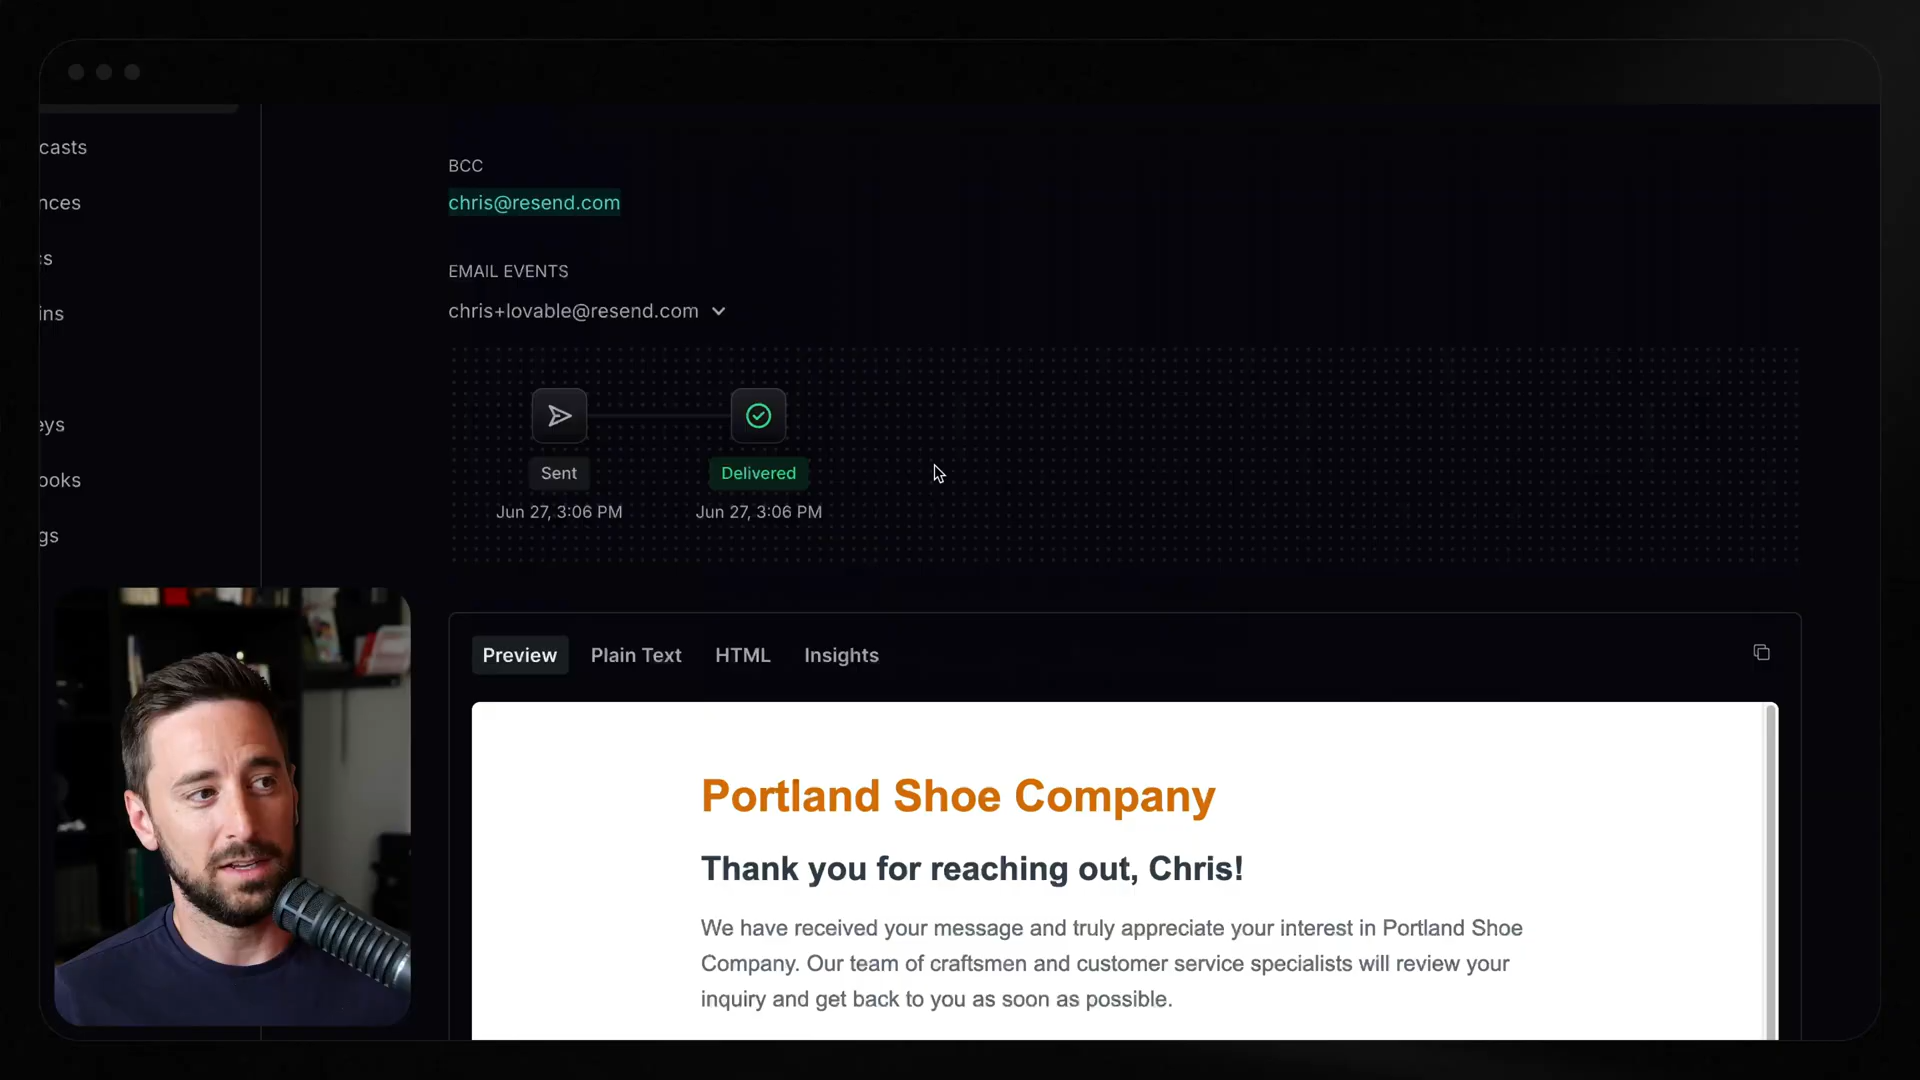 casts
nces
cs
ins
eys
ooks
gs
BCC
chris@resend.com
EMAIL EVENTS
chris+lovable@resend.com
Sent
Delivered
Jun 27, 3:06 PM
Jun 27, 3:06 PM
Preview
Plain Text
HTML
Insights
Portland Shoe Company
Thank you for reaching out, Chris!
We have received your message and truly appreciate your interest in Portland Shoe
Company. Our team of craftsmen and customer service specialists will review your
inquiry and get back to you as soon as possible.